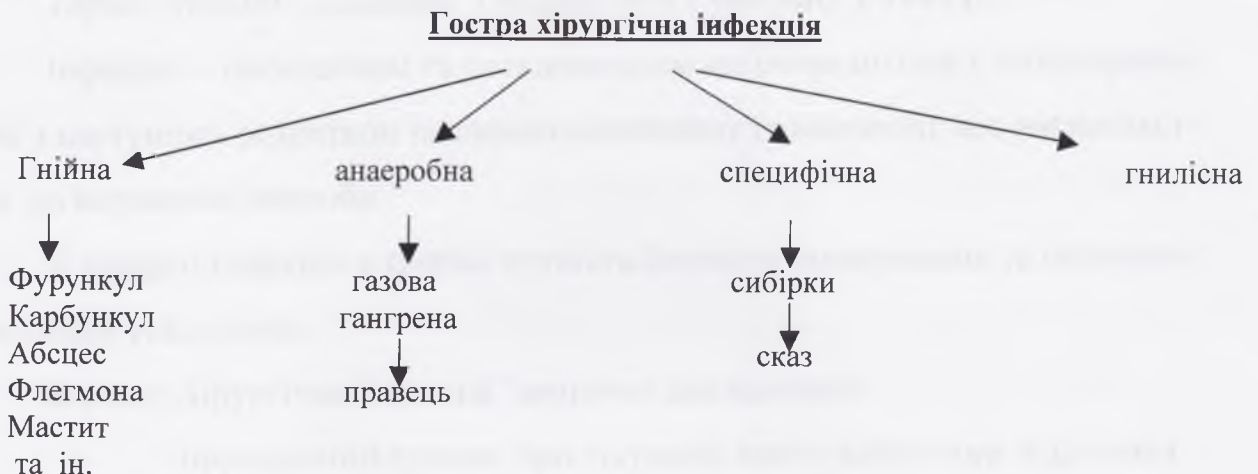 Гостра хірургічна інфекція
Гнійна анаеробна специфічна гнилісна
Фурункул газова сибірки
Карбункул гангрена
Абсцес сказ
Флегмона правець
Мастит
та ін.